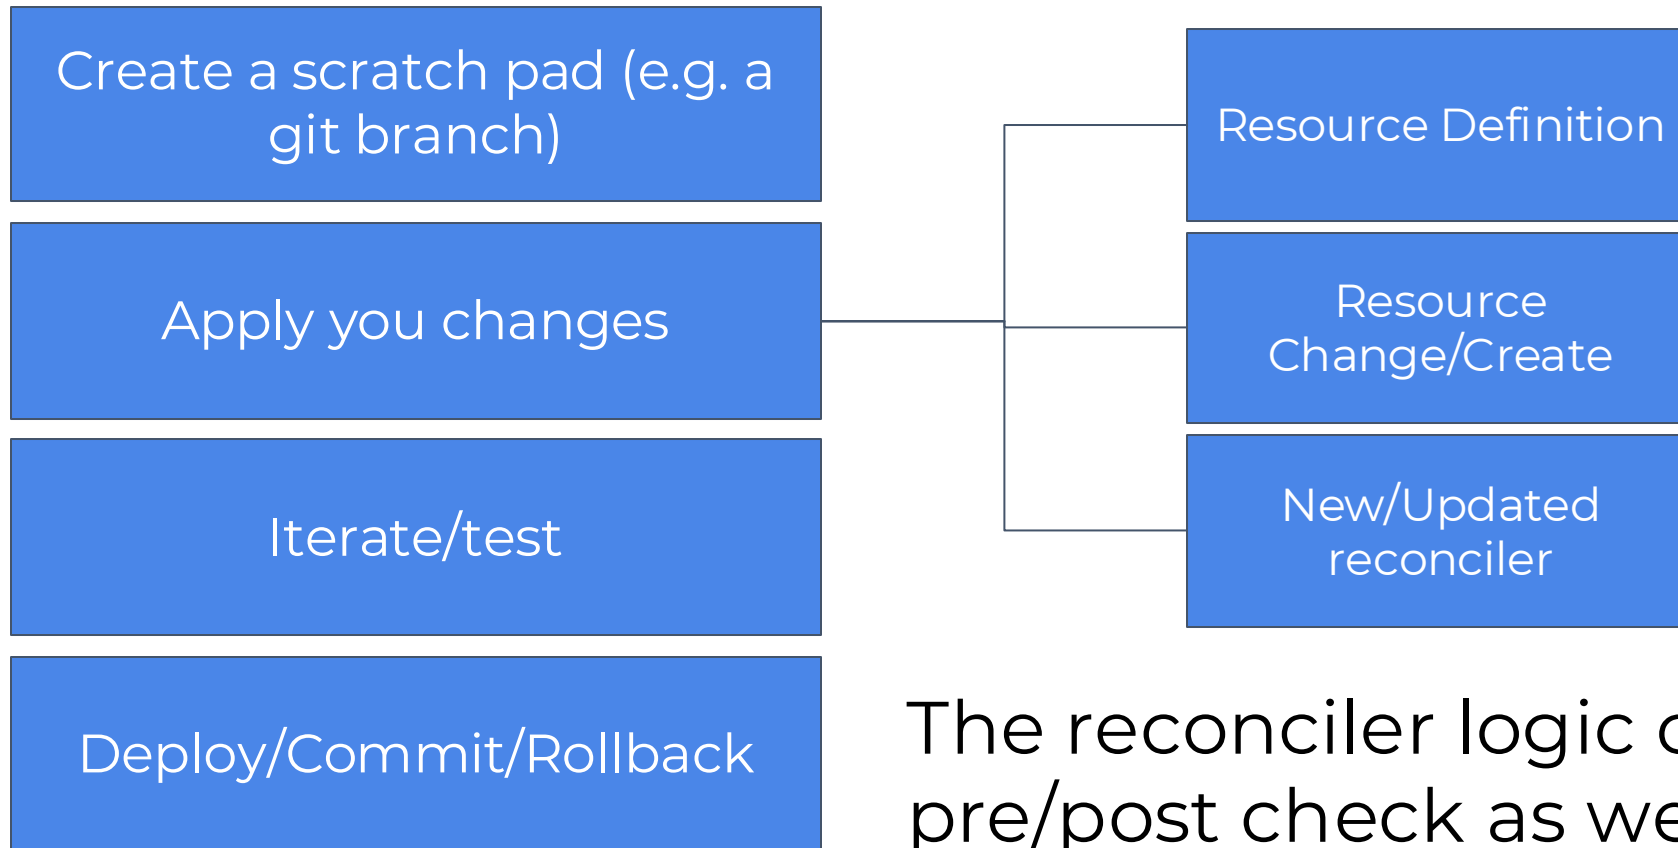 Create a scratch pad (e.g. a
git branch)
Apply you changes
Iterate/test
Deploy/Commit/Rollback
Resource Definition
Resource
Change/Create
New/Updated
reconciler
The reconciler logic
pre/post check as